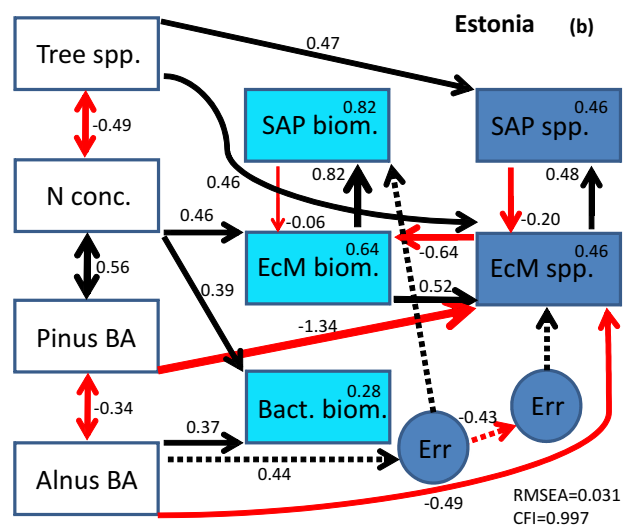 Estonia (b)
Tree spp.
0.47
0.82
SAP biom.
0.46
SAP spp.
-0.49
0.82
0.46
0.48
N conc.
0.46
-0.06
-0.20
0.64
EcM biom.
-0.64
0.46
EcM spp.
0.56
0.39
0.52
Pinus BA
-1.34
-0.34
0.28
Bact. biom.
Err
-0.43
Err
0.37
Alnus BA
0.44
-0.49
RMSEA=0.031
CFI=0.997